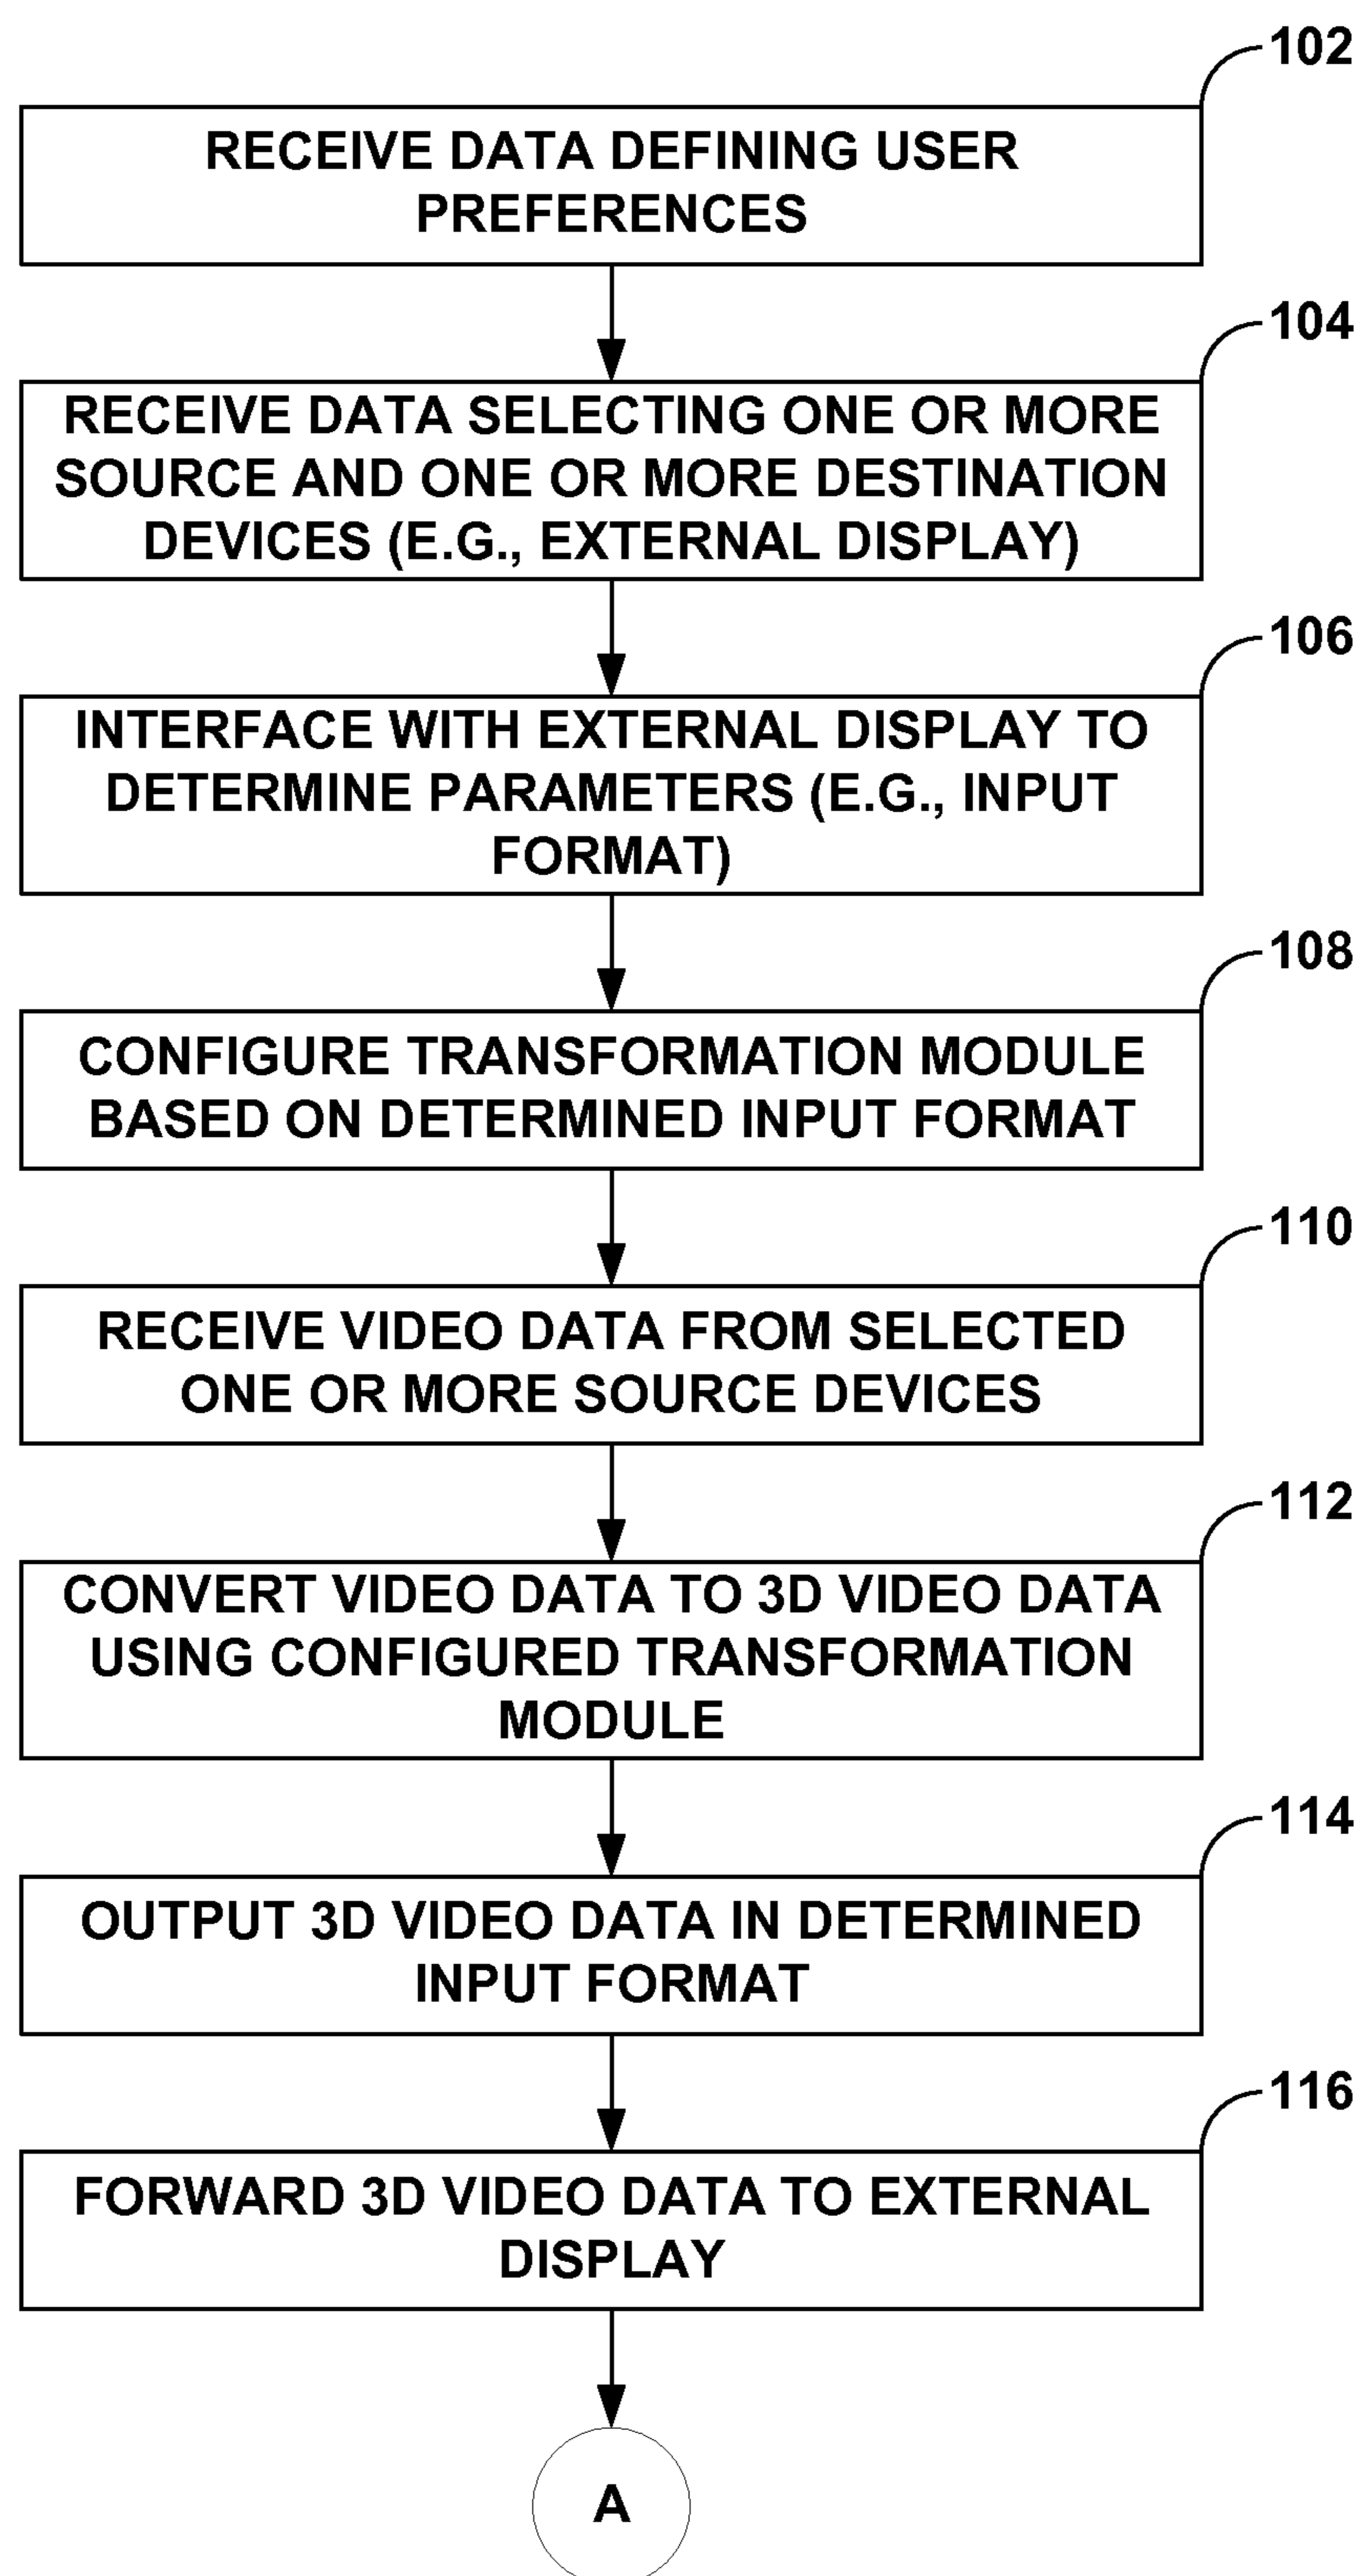 102
RECEIVE DATA DEFINING USER
PREFERENCES
104
RECEIVE DATA SELECTING ONE OR MORE
SOURCE AND ONE OR MORE DESTINATION
DEVICES (E.G., EXTERNAL DISPLAY)
106
INTERFACE WITH EXTERNAL DISPLAY TO
DETERMINE PARAMETERS (E.G., INPUT
FORMAT)
108
CONFIGURE TRANSFORMATION MODULE
BASED ON DETERMINED INPUT FORMAT
110
RECEIVE VIDEO DATA FROM SELECTED
ONE OR MORE SOURCE DEVICES
112
CONVERT VIDEO DATA TO 3D VIDEO DATA
USING CONFIGURED TRANSFORMATION
MODULE
114
OUTPUT 3D VIDEO DATA IN DETERMINED
INPUT FORMAT
116
FORWARD 3D VIDEO DATA TO EXTERNAL
DISPLAY
A